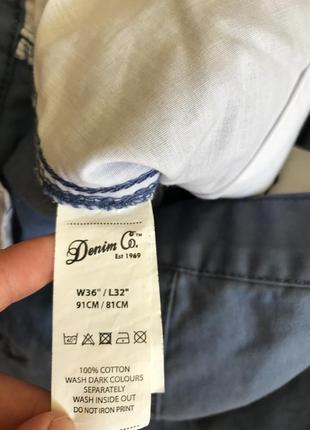 Denim Co.™
Est 1969
W36" / L32"
91CM / 81CM
100% COTTON
WASH DARK COLOURS
SEPARATELY
WASH INSIDE OUT
DO NOT IRON PRINT